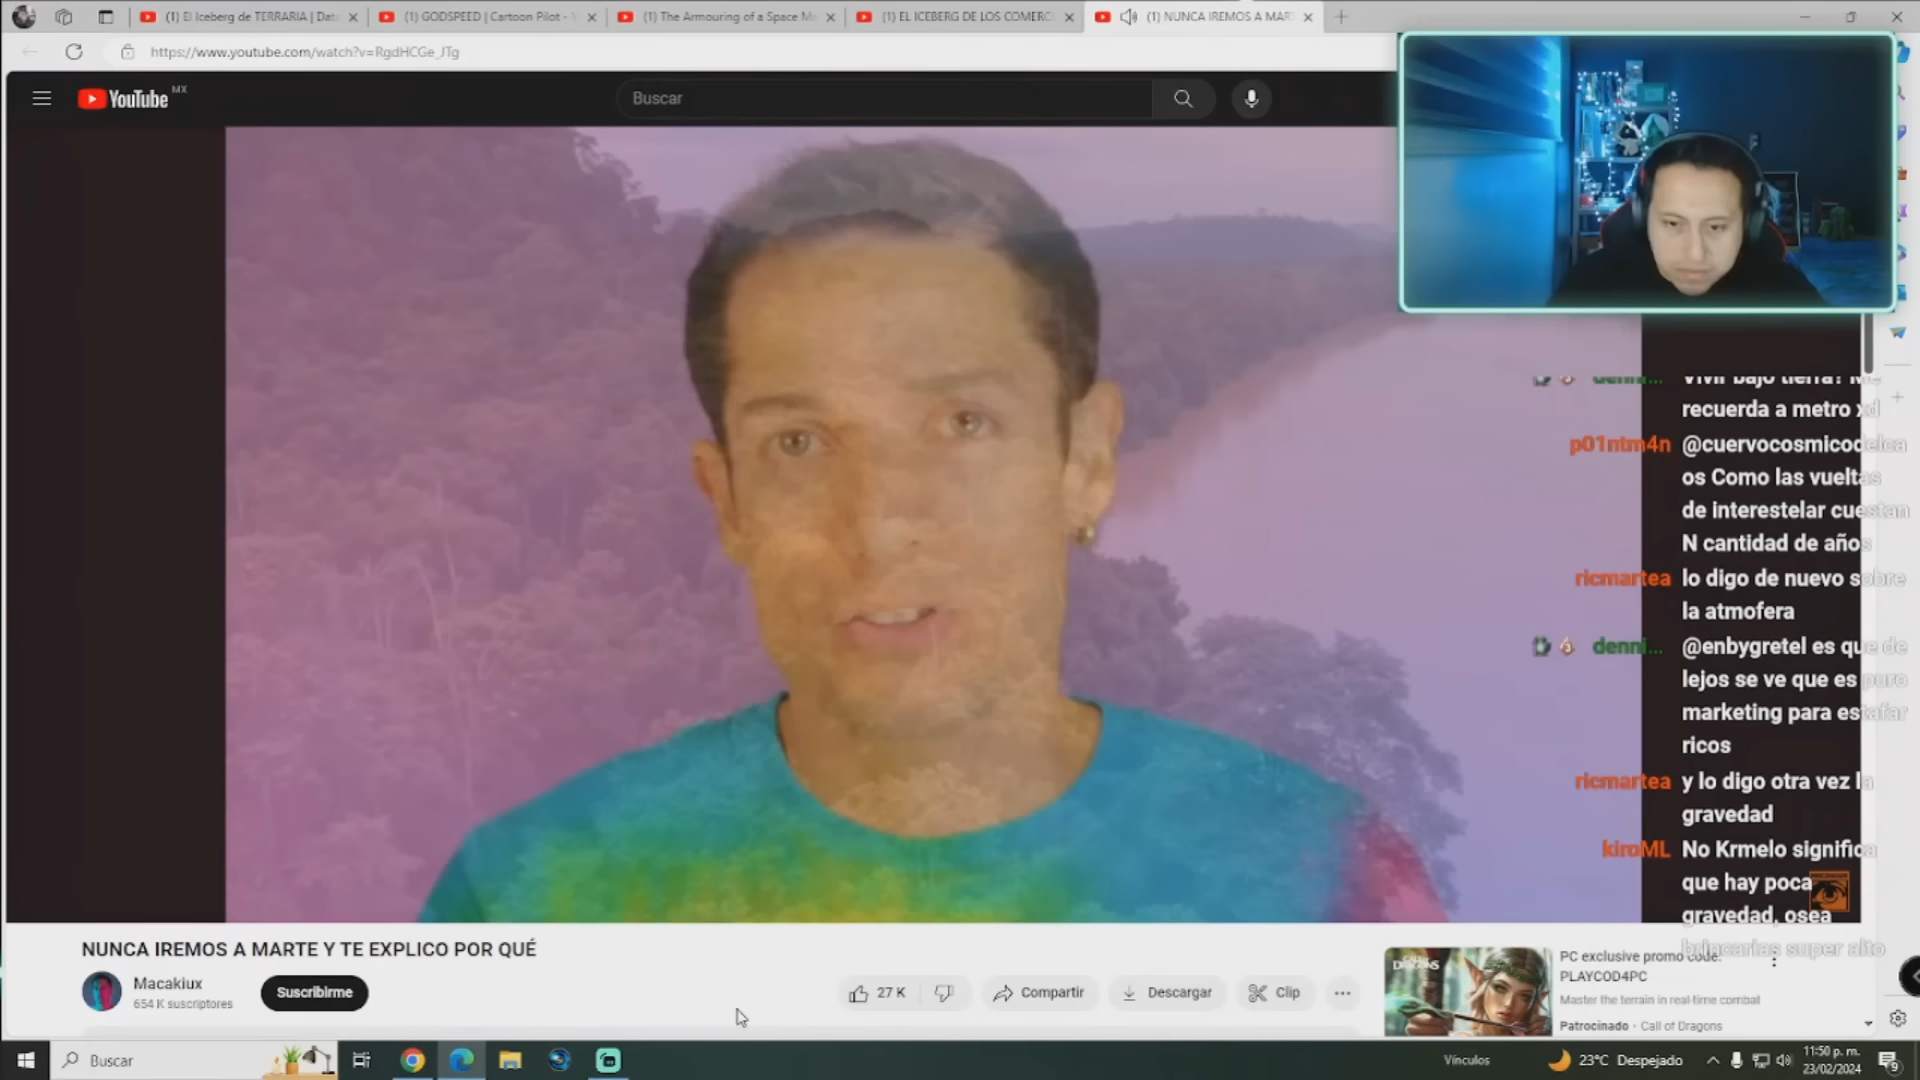 (1) El Iceberg de TERRARIA | Dat
(1) GODSPEED | Cartoon Pilot -
(1) The Armouring of a Space M
(1) EL ICEBERG DE LOS COMERC
(1) NUNCA IREMOS A MAR
https://www.youtube.com/watch?v=RgdHCGe_JTg
YouTube MX
Buscar
recuerda a metro xd
p01ntm4n @cuervocosmicodelca
os Como las vueltas
de interestelar cuestan
N cantidad de años
ricmartea lo digo de nuevo sobre
la atmofera
denni... @enbygretel es que de
lejos se ve que es puro
marketing para estafar
ricos
ricmartea y lo digo otra vez la
gravedad
kiroML No Krmelo significa
que hay poca
gravedad, osea
brincarias super alto
NUNCA IREMOS A MARTE Y TE EXPLICO POR QUÉ
Macakiux
654 K suscriptores
Suscribirme
27 K
Compartir
Descargar
Clip
DRAGONS
PC exclusive promo code:
PLAYCOD4PC
Master the terrain in real-time combat
Patrocinado · Call of Dragons
Buscar
Vínculos
23°C Despejado
11:50 p. m.
23/02/2024
9